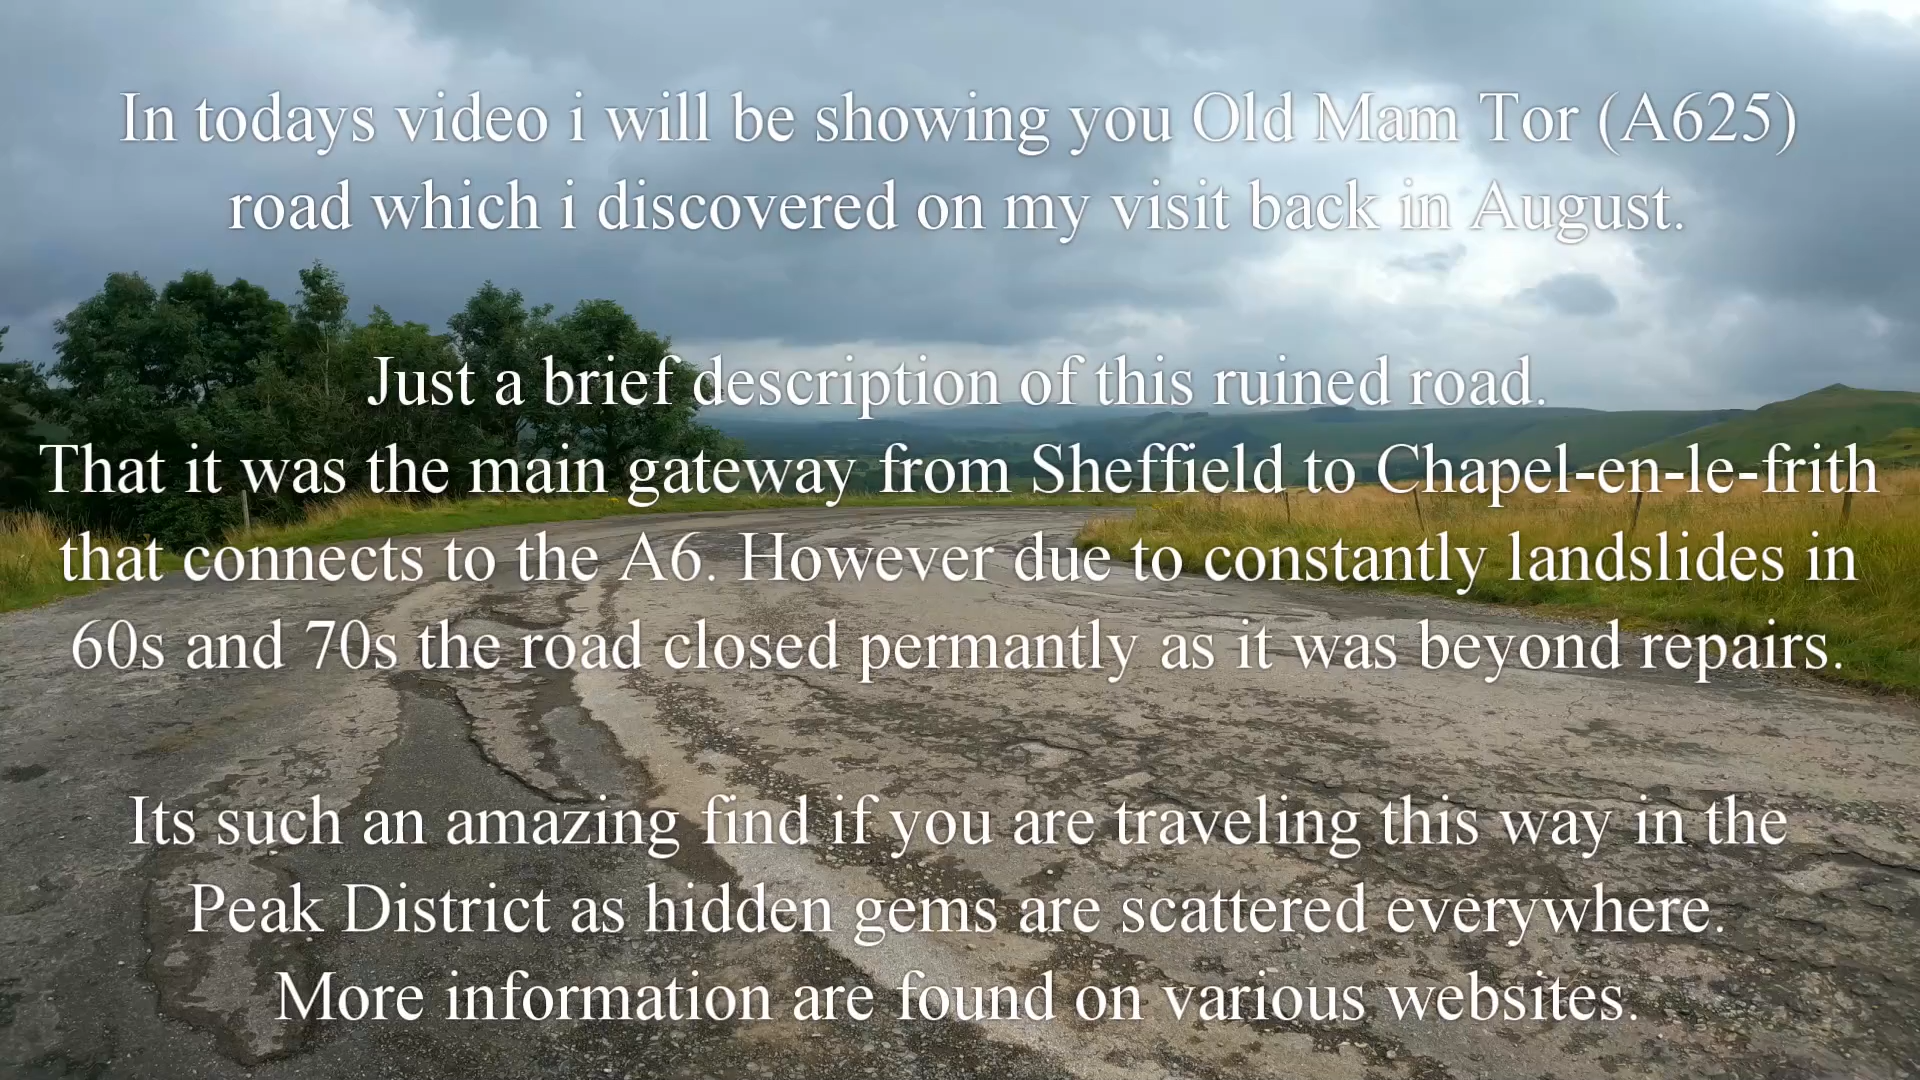 In todays video i will be showing you Old Mam Tor (A625)
road which i discovered on my visit back in August.
Just a brief description of this ruined road.
That it was the main gateway from Sheffield to Chapel-en-le-frith
that connects to the A6. However due to constantly landslides in
60s and 70s the road closed permantly as it was beyond repairs.
Its such an amazing find if you are traveling this way in the
Peak District as hidden gems are scattered everywhere.
More information are found on various websites.